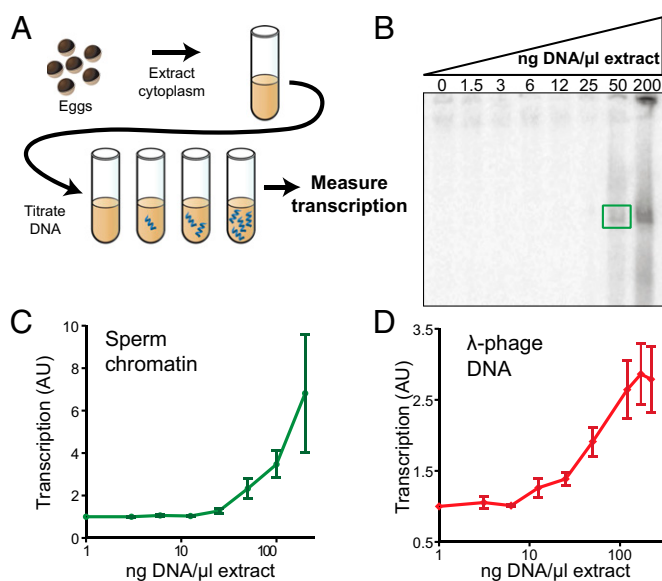 A
Eggs
Extract
cytoplasm
Titrate
DNA
Measure
transcription
B
ng DNA/µl extract
0 1.5 3 6 12 25 50 200
C
Sperm
chromatin
Transcription (AU)
10
8
6
4
2
0
1 10 100
ng DNA/µl extract
D
λ-phage
DNA
Transcription (AU)
3.5
2.5
1.5
0.5
1 10 100
ng DNA/µl extract